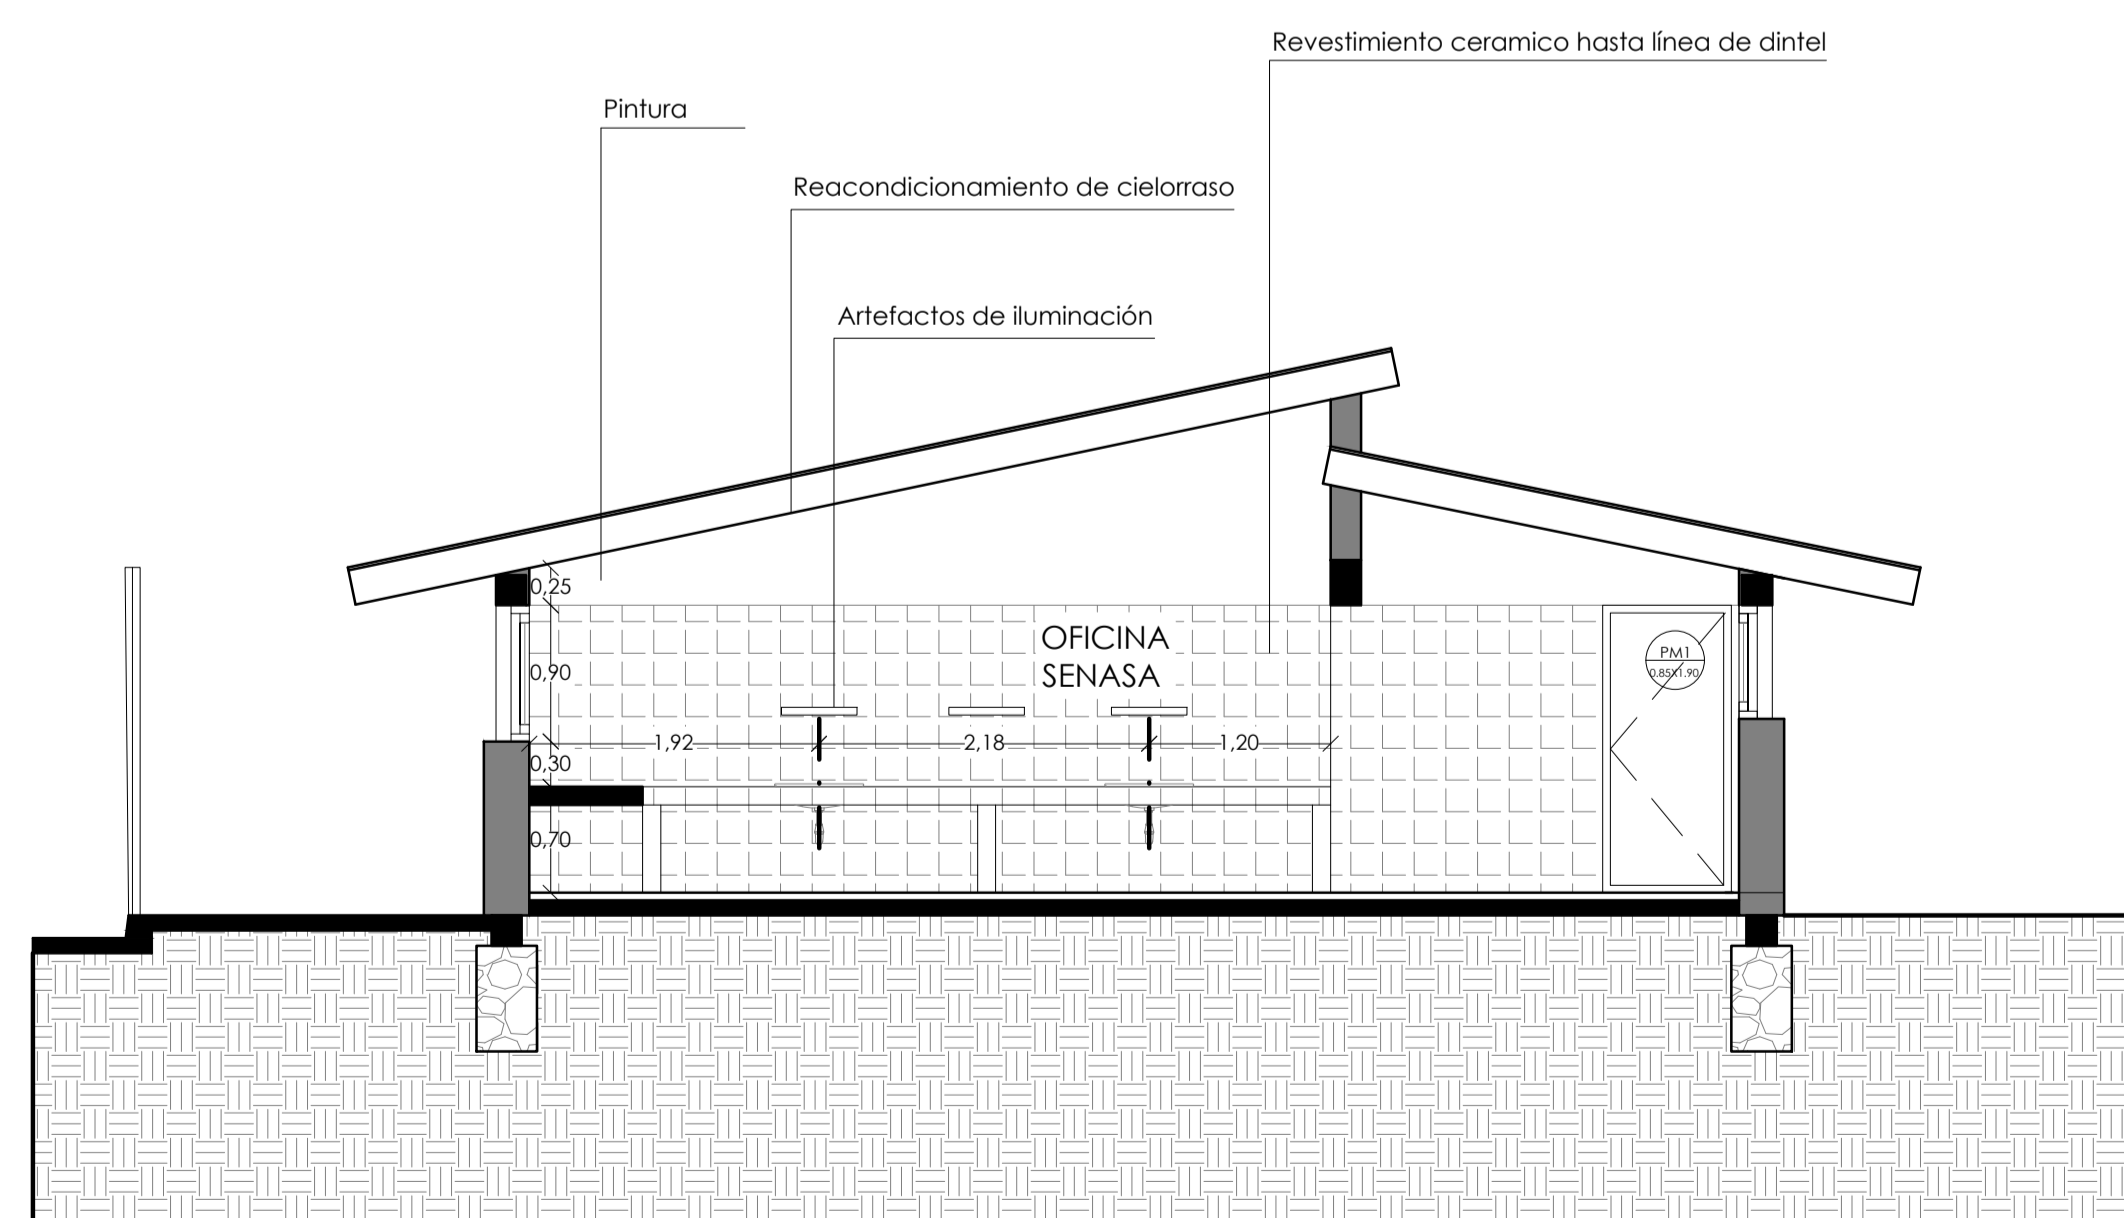 Revestimiento ceramico hasta línea de dintel
Pintura
Reacondicionamiento de cielorraso
Artefactos de iluminación
0,25
OFICINA
SENASA
PM1
0.85X1.90
0,90
1,92
2,18
1,20
0,30
0,70